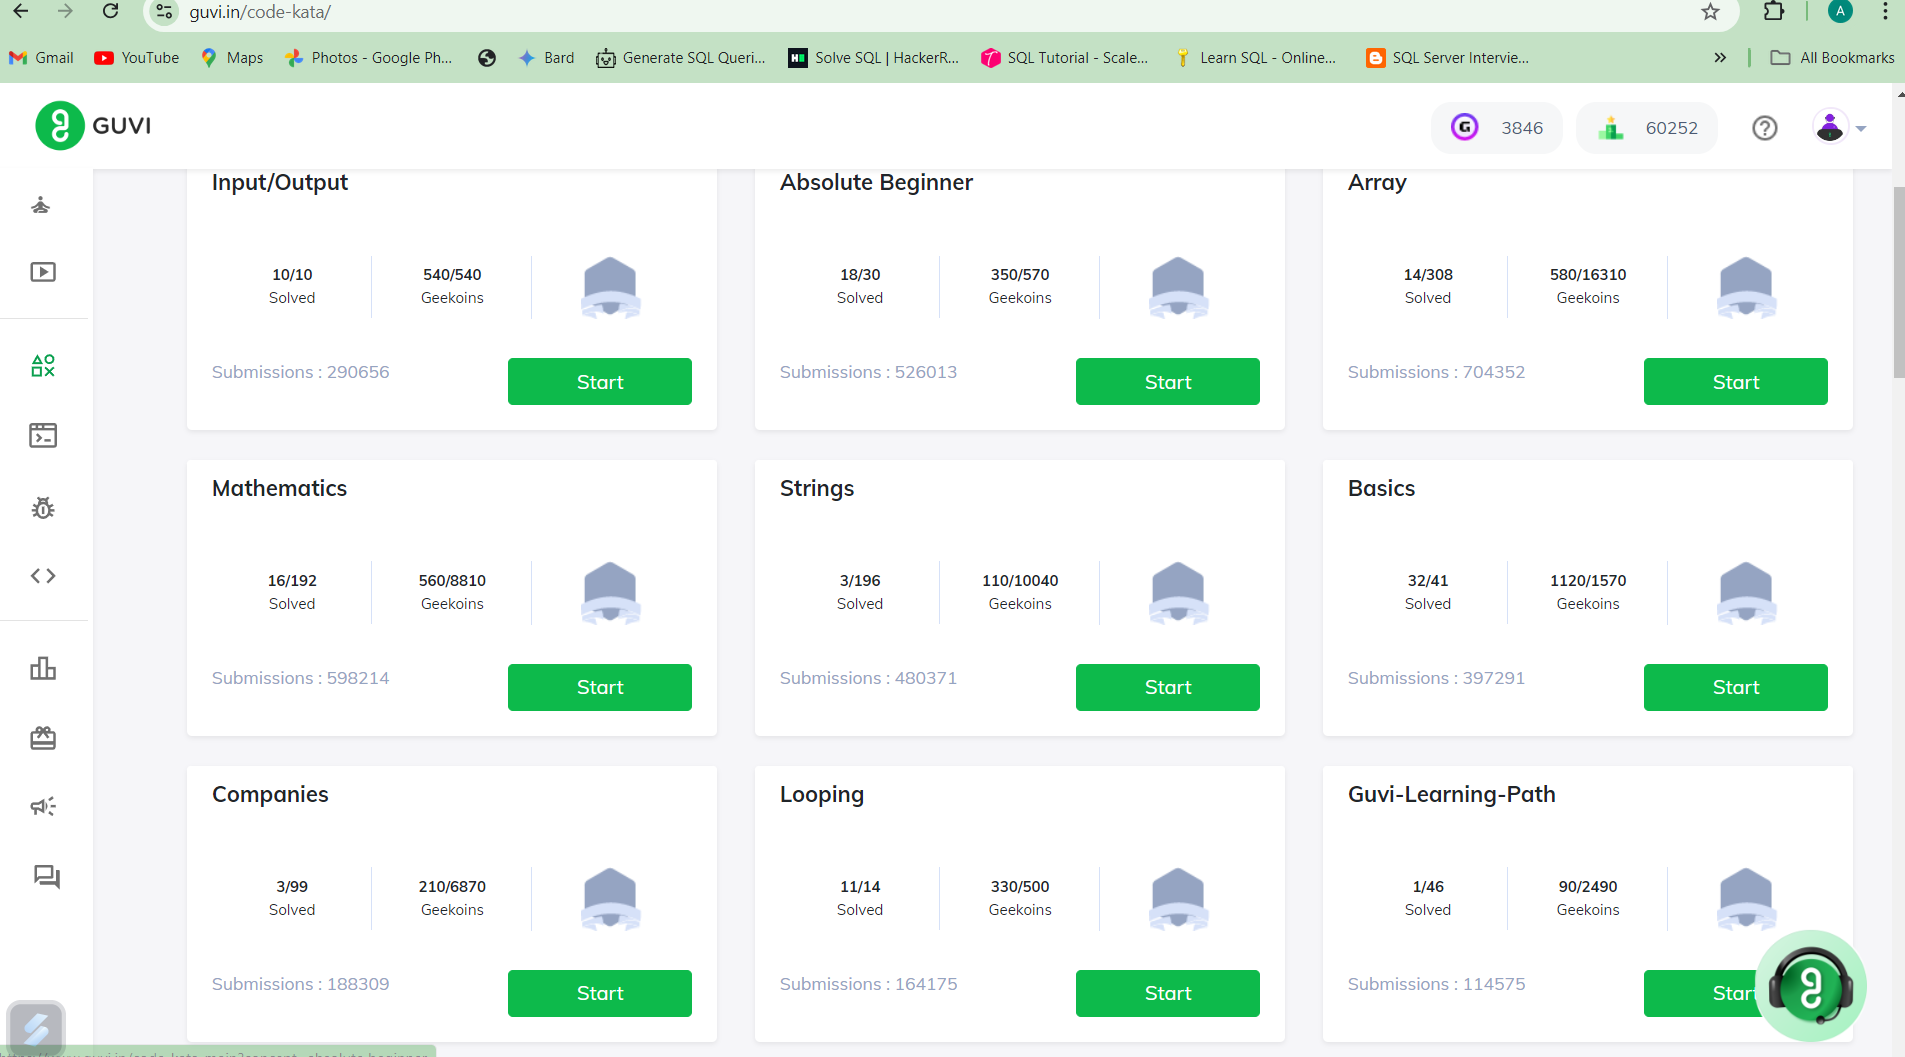 guvi.in/code-kata/
A
Gmail YouTube Maps Photos - Google Ph... Bard Generate SQL Queri... Solve SQL | HackerR... SQL Tutorial - Scale... Learn SQL - Online... SQL Server Intervie... » All Bookmarks
GUVI
G 3846 60252
Input/Output
10/10 540/540
Solved Geekoins
Submissions : 290656 Start
Absolute Beginner
18/30 350/570
Solved Geekoins
Submissions : 526013 Start
Array
14/308 580/16310
Solved Geekoins
Submissions : 704352 Start
Mathematics
16/192 560/8810
Solved Geekoins
Submissions : 598214 Start
Strings
3/196 110/10040
Solved Geekoins
Submissions : 480371 Start
Basics
32/41 1120/1570
Solved Geekoins
Submissions : 397291 Start
Companies
3/99 210/6870
Solved Geekoins
Submissions : 188309 Start
Looping
11/14 330/500
Solved Geekoins
Submissions : 164175 Start
Guvi-Learning-Path
1/46 90/2490
Solved Geekoins
Submissions : 114575 Start